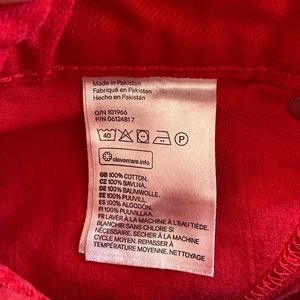 Made in Pakistan
Fabriqué en Pakistan
Hecho en Pakistán
O/N 101966
P/N 06124817
40 P
clevercare.info
GB 100% COTTON.
CZ 100% BAVLNA.
DE 100% BAUMWOLLE.
EE 100% PUUVILL.
ES 100% ALGODÓN.
FI 100% PUUVILLAA.
FR LAVER À LA MACHINE À L'EAU TIÈDE.
BLANCHIR SANS CHLORE SI
NÉCESSAIRE. SÉCHER MACHINE
CYCLE MOYEN. REPASSER À
TEMPÉRATURE MOYENNE. NETTOYAGE